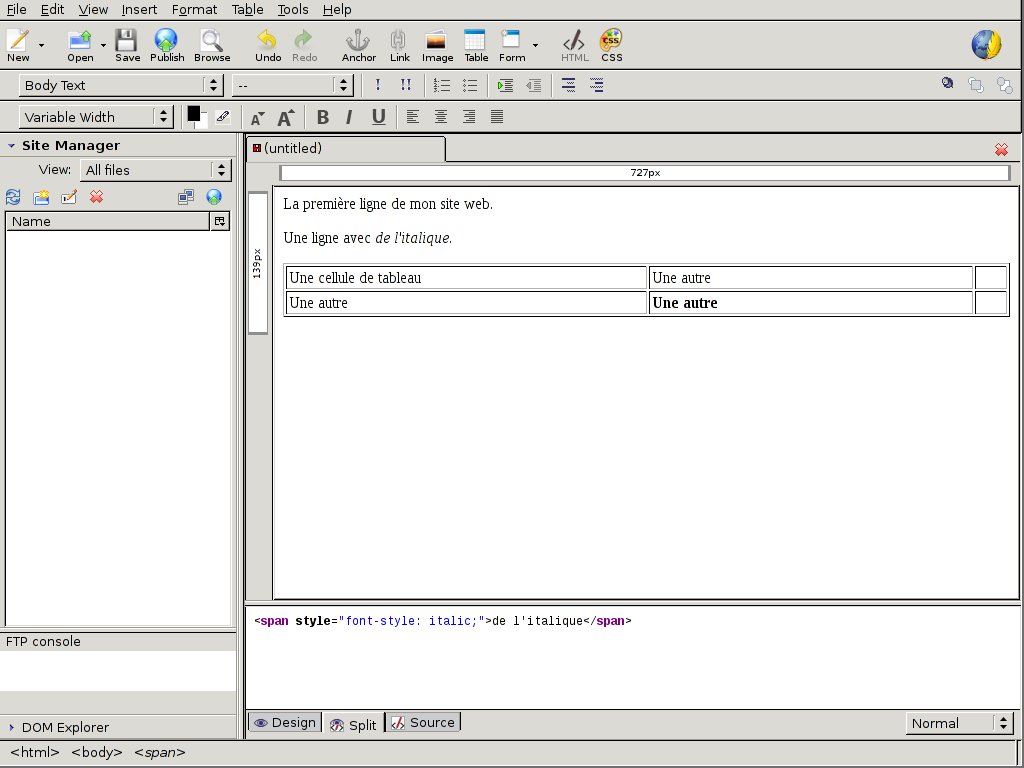 File Edit View Insert Format Table Tools Help
New Open Save Publish Browse Undo Redo Anchor Link Image Table Form HTML CSS
Body Text -- ! !!
Variable Width A A B I U
Site Manager
View: All files
Name
FTP console
DOM Explorer
(untitled)
727px
139px
La première ligne de mon site web.
Une ligne avec de l'italique.
Une cellule de tableau Une autre
Une autre Une autre
<span style="font-style: italic;">de l'italique</span>
Design Split Source Normal
<html> <body> <span>